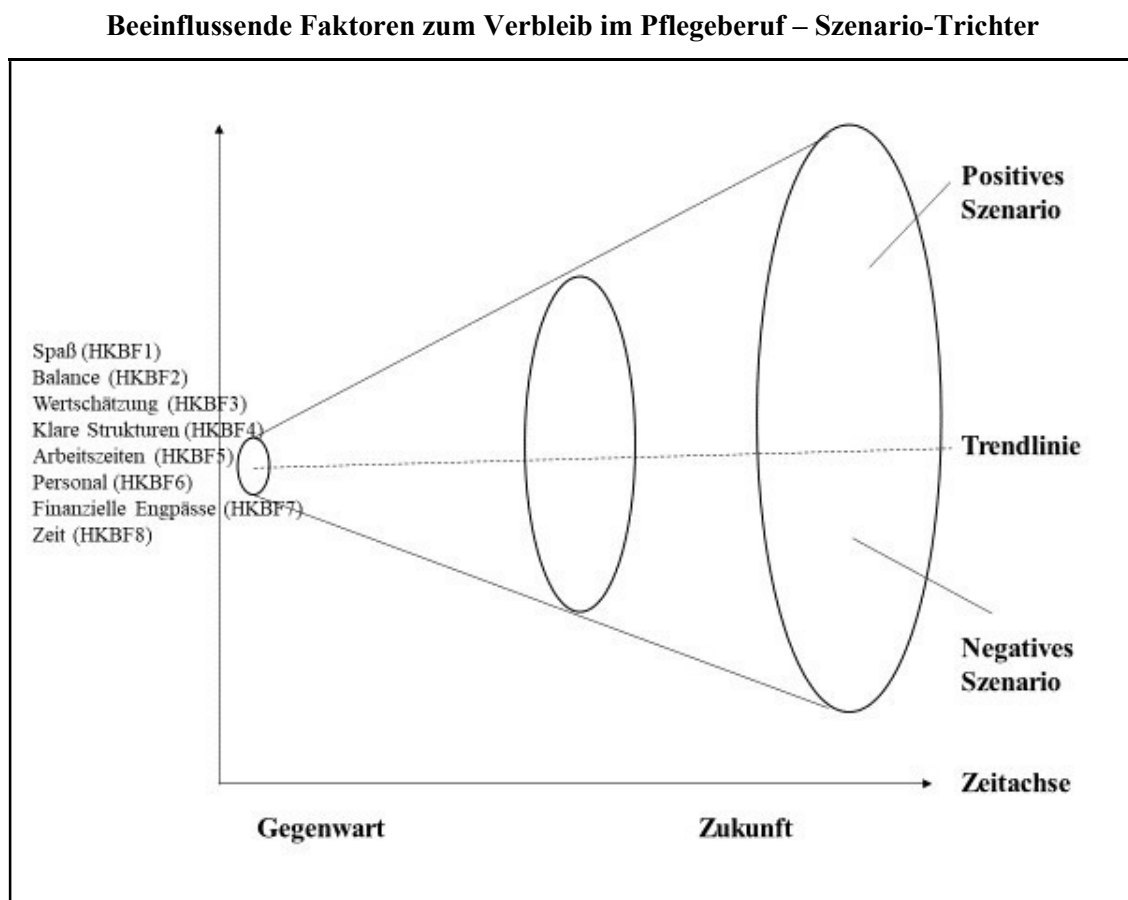 Beeinflussende Faktoren zum Verbleib im Pflegeberuf – Szenario-Trichter
Positives
Szenario
Spaß (HKBF1)
Balance (HKBF2)
Wertschätzung (HKBF3)
Klare Strukturen (HKBF4)
Arbeitszeiten (HKBF5)
Personal (HKBF6)
Finanzielle Engpässe (HKBF7)
Zeit (HKBF8)
Trendlinie
Negatives
Szenario
Zeitachse
Gegenwart
Zukunft